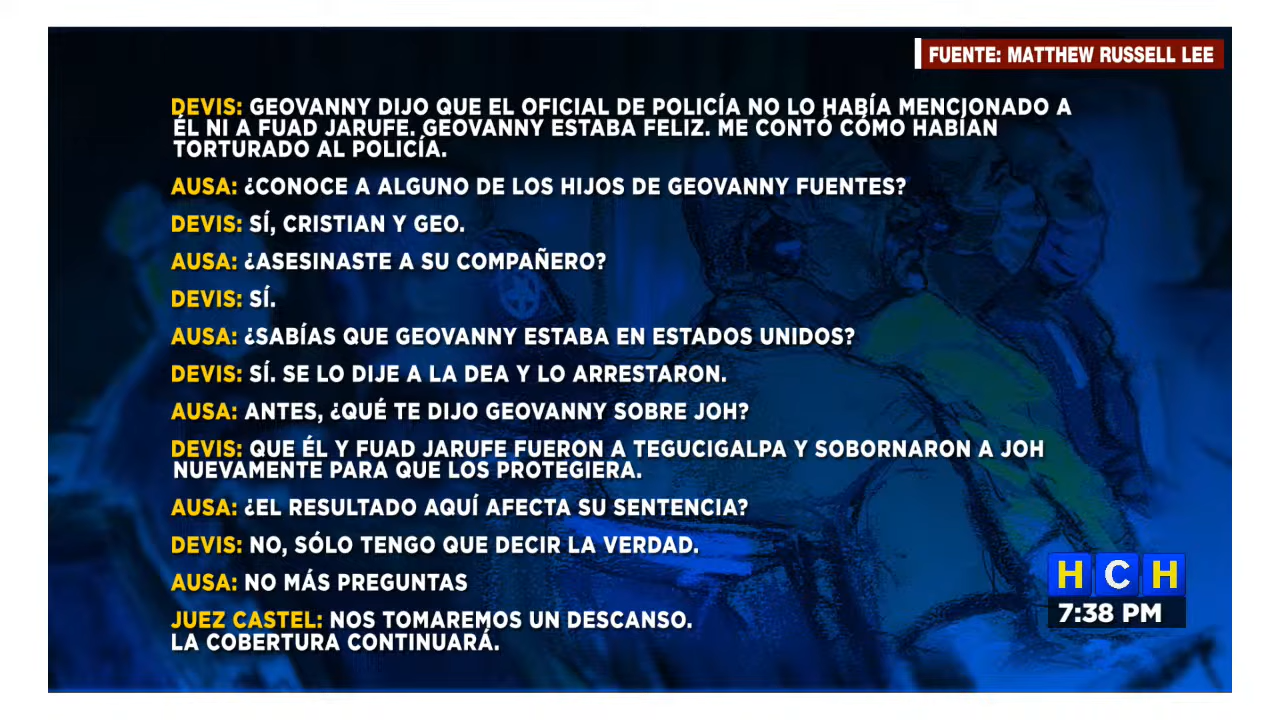 FUENTE: MATTHEW RUSSELL LEE
DEVIS: GEOVANNY DIJO QUE EL OFICIAL DE POLICÍA NO LO HABÍA MENCIONADO A
ÉL NI A FUAD JARUFE. GEOVANNY ESTABA FELIZ. ME CONTÓ CÓMO HABÍAN
TORTURADO AL POLICÍA.
AUSA: ¿CONOCE A ALGUNO DE LOS HIJOS DE GEOVANNY FUENTES?
DEVIS: SÍ, CRISTIAN Y GEO.
AUSA: ¿ASESINASTE A SU COMPAÑERO?
DEVIS: SÍ.
AUSA: ¿SABÍAS QUE GEOVANNY ESTABA EN ESTADOS UNIDOS?
DEVIS: SÍ. SE LO DIJE A LA DEA Y LO ARRESTARON.
AUSA: ANTES, ¿QUÉ TE DIJO GEOVANNY SOBRE JOH?
DEVIS: QUE ÉL Y FUAD JARUFE FUERON A TEGUCIGALPA Y SOBORNARON A JOH
NUEVAMENTE PARA QUE LOS PROTEGIERA.
AUSA: ¿EL RESULTADO AQUÍ AFECTA SU SENTENCIA?
DEVIS: NO, SÓLO TENGO QUE DECIR LA VERDAD.
AUSA: NO MÁS PREGUNTAS
JUEZ CASTEL: NOS TOMAREMOS UN DESCANSO.
LA COBERTURA CONTINUARÁ.
HCH
7:38 PM